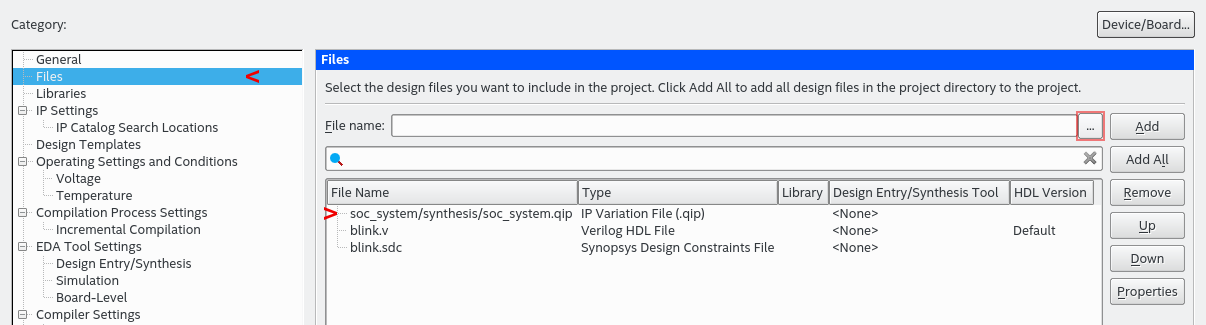 Category:
Device/Board...
General
Files
Libraries
IP Settings
IP Catalog Search Locations
Design Templates
Operating Settings and Conditions
Voltage
Temperature
Compilation Process Settings
Incremental Compilation
EDA Tool Settings
Design Entry/Synthesis
Simulation
Board-Level
Compiler Settings
Files
Select the design files you want to include in the project. Click Add All to add all design files in the project directory to the project.
File name:
...
Add
Add All
File Name Type Library Design Entry/Synthesis Tool HDL Version
soc_system/synthesis/soc_system.qip IP Variation File (.qip) <None>
blink.v Verilog HDL File <None> Default
blink.sdc Synopsys Design Constraints File <None>
Remove
Up
Down
Properties